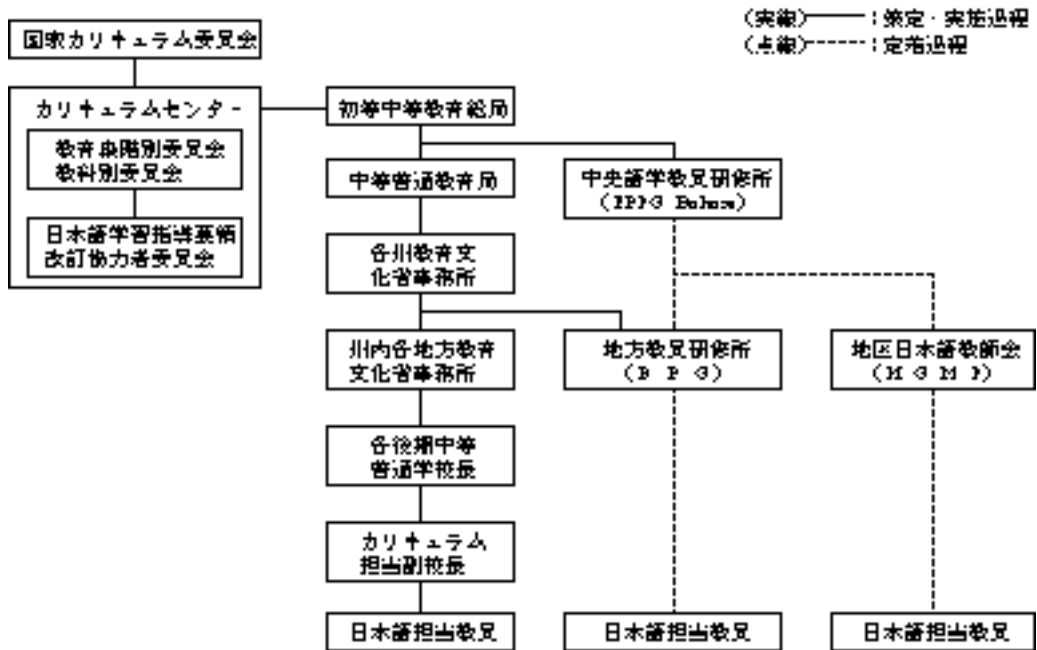 (実線)────:策定・実施過程
(点線)------:定着過程
国家カリキュラム委員会
カリキュラムセンター
教育段階別委員会
教科別委員会
日本語学習指導要領
改訂協力者委員会
初等中等教育総局
中等普通教育局
中央語学教員研修所
(PPPG Bahasa)
各州教育文
化省事務所
州内各地方教育
文化省事務所
地方教員研修所
(B P G)
地区日本語教師会
(M G M P)
各後期中等
普通学校長
カリキュラム
担当副校長
日本語担当教員
日本語担当教員
日本語担当教員